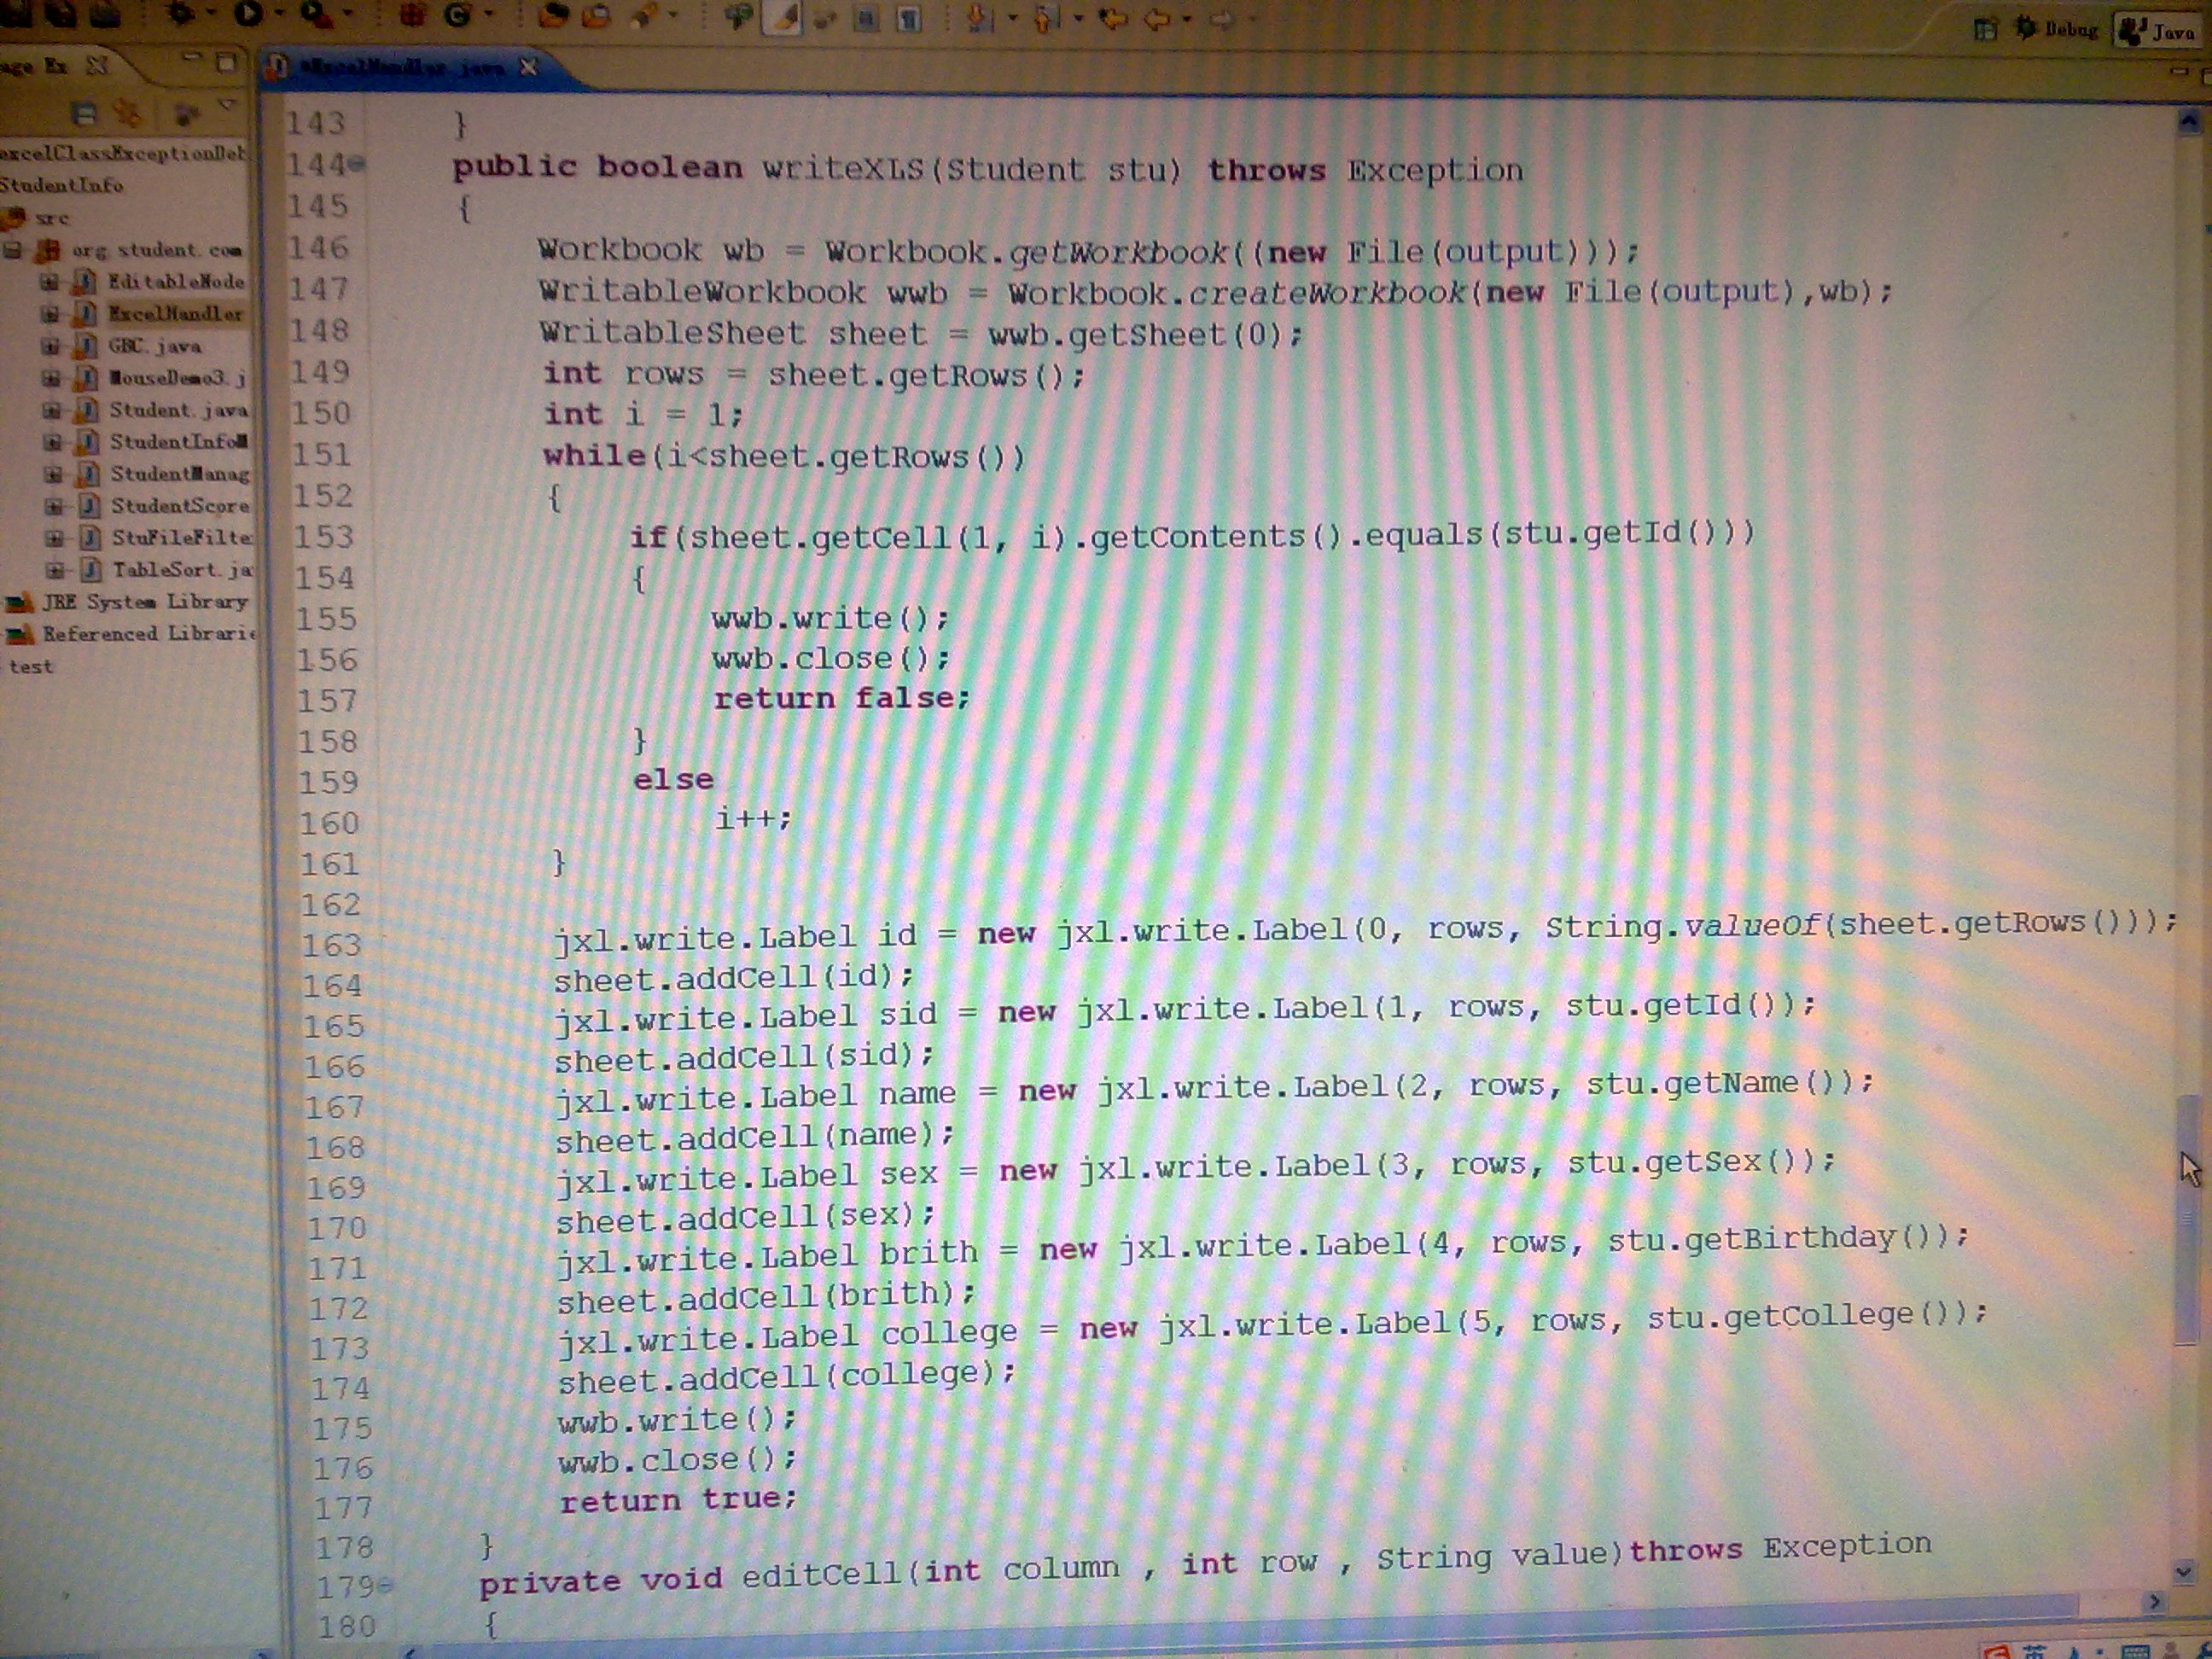 Debug
Java
age Ex
ExcelHandler.java
excelClassExceptionDeb
StudentInfo
src
org.student.com
EditableNode
ExcelHandler
GBC.java
MouseDemo3.j
Student.java
StudentInfoM
StudentManag
StudentScore
StuFileFilte
TableSort.ja
JRE System Library
Referenced Librarie
test
143 }
144 public boolean writeXLS(Student stu) throws Exception
145 {
146 Workbook wb = Workbook.getWorkbook((new File(output)));
147 WritableWorkbook wwb = Workbook.createWorkbook(new File(output),wb);
148 WritableSheet sheet = wwb.getSheet(0);
149 int rows = sheet.getRows();
150 int i = 1;
151 while(i<sheet.getRows())
152 {
153 if(sheet.getCell(1, i).getContents().equals(stu.getId()))
154 {
155 wwb.write();
156 wwb.close();
157 return false;
158 }
159 else
160 i++;
161 }
162
163 jxl.write.Label id = new jxl.write.Label(0, rows, String.valueOf(sheet.getRows()));
164 sheet.addCell(id);
165 jxl.write.Label sid = new jxl.write.Label(1, rows, stu.getId());
166 sheet.addCell(sid);
167 jxl.write.Label name = new jxl.write.Label(2, rows, stu.getName());
168 sheet.addCell(name);
169 jxl.write.Label sex = new jxl.write.Label(3, rows, stu.getSex());
170 sheet.addCell(sex);
171 jxl.write.Label brith = new jxl.write.Label(4, rows, stu.getBirthday());
172 sheet.addCell(brith);
173 jxl.write.Label college = new jxl.write.Label(5, rows, stu.getCollege());
174 sheet.addCell(college);
175 wwb.write();
176 wwb.close();
177 return true;
178 }
179 private void editCell(int column , int row , String value)throws Exception
180 {
英